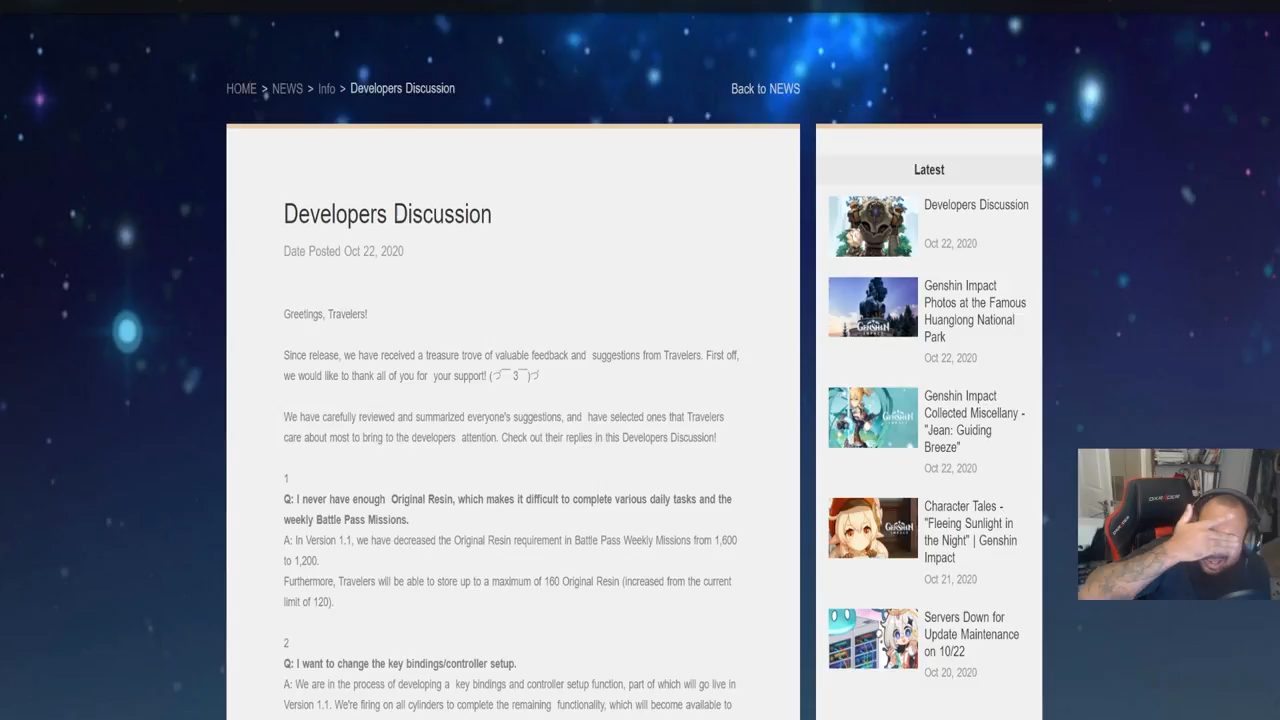 HOME > NEWS > Info > Developers Discussion
Back to NEWS
Developers Discussion
Date Posted Oct 22, 2020
Greetings, Travelers!
Since release, we have received a treasure trove of valuable feedback and suggestions from Travelers. First off,
we would like to thank all of you for your support! (づ￣ 3￣)づ
We have carefully reviewed and summarized everyone's suggestions, and have selected ones that Travelers
care about most to bring to the developers attention. Check out their replies in this Developers Discussion!
1
Q: I never have enough Original Resin, which makes it difficult to complete various daily tasks and the
weekly Battle Pass Missions.
A: In Version 1.1, we have decreased the Original Resin requirement in Battle Pass Weekly Missions from 1,600
to 1,200.
Furthermore, Travelers will be able to store up to a maximum of 160 Original Resin (increased from the current
limit of 120).
2
Q: I want to change the key bindings/controller setup.
A: We are in the process of developing a key bindings and controller setup function, part of which will go live in
Version 1.1. We're firing on all cylinders to complete the remaining functionality, which will become available to
Latest
Developers Discussion
Oct 22, 2020
GENSHIN
Genshin Impact
Photos at the Famous
Huanglong National
Park
Oct 22, 2020
GENSHIN
Genshin Impact
Collected Miscellany -
"Jean: Guiding
Breeze"
Oct 22, 2020
GENSHIN
Character Tales -
"Fleeing Sunlight in
the Night" | Genshin
Impact
Oct 21, 2020
Servers Down for
Update Maintenance
on 10/22
Oct 20, 2020
DXRACER